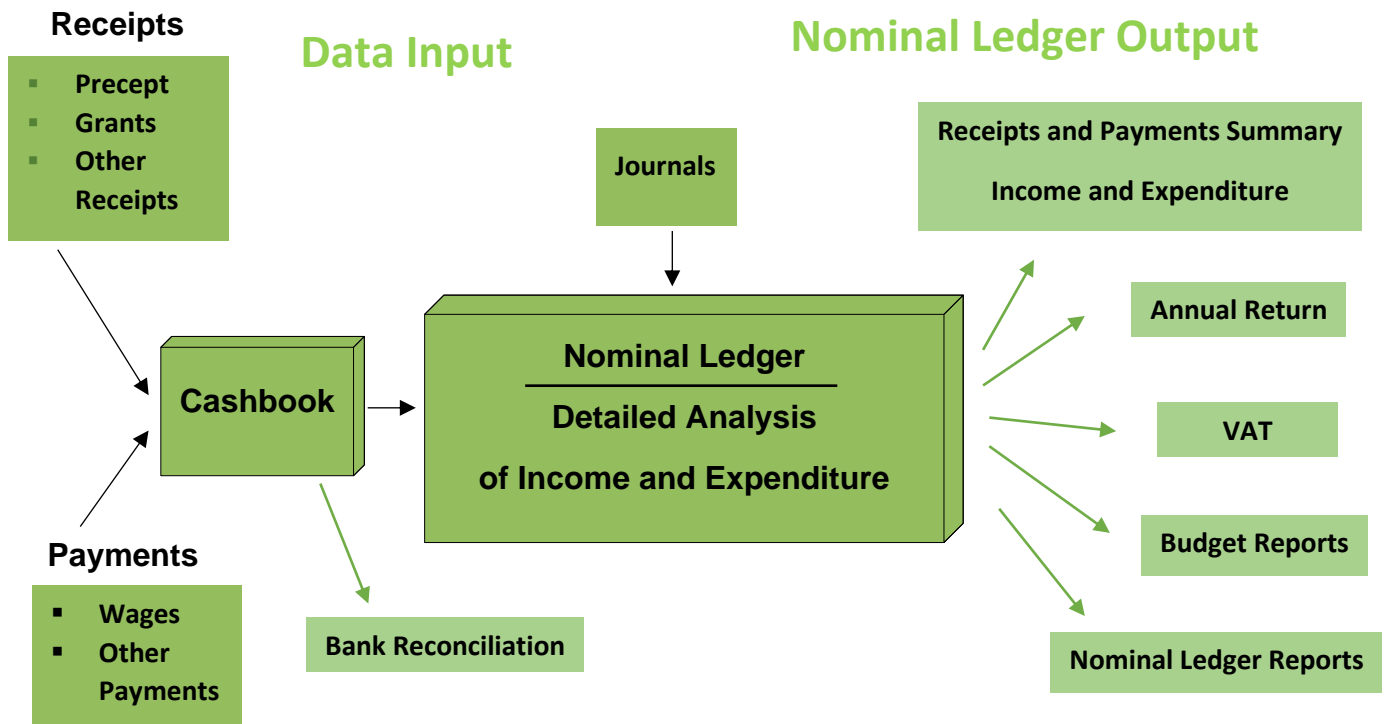 Receipts
▪ Precept
▪ Grants
▪ Other
Receipts
Data Input
Nominal Ledger Output
Journals
Receipts and Payments Summary
Income and Expenditure
Annual Return
Cashbook
Nominal Ledger
Detailed Analysis
of Income and Expenditure
VAT
Budget Reports
Payments
▪ Wages
▪ Other
Payments
Bank Reconciliation
Nominal Ledger Reports